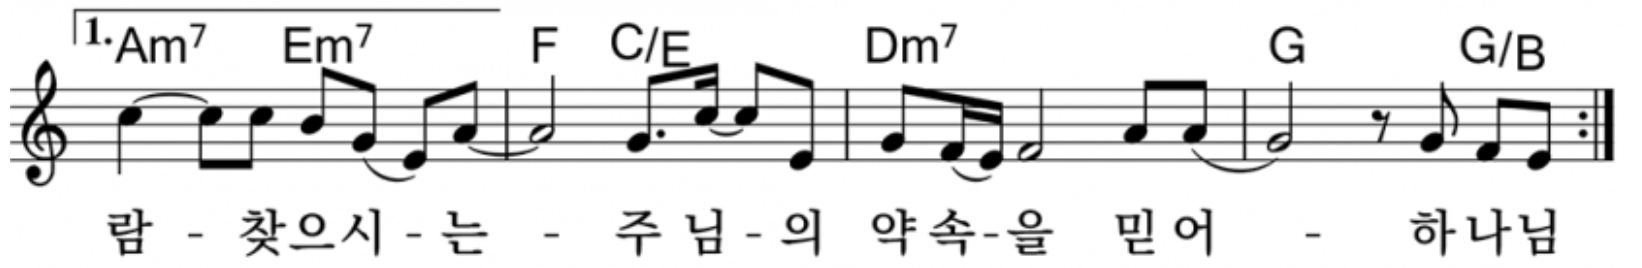 1. Am7 Em7 F C/E Dm7 G G/B
람 - 찾으시 - 는 - 주 님 - 의 약 속 - 을 믿 어 - 하나님